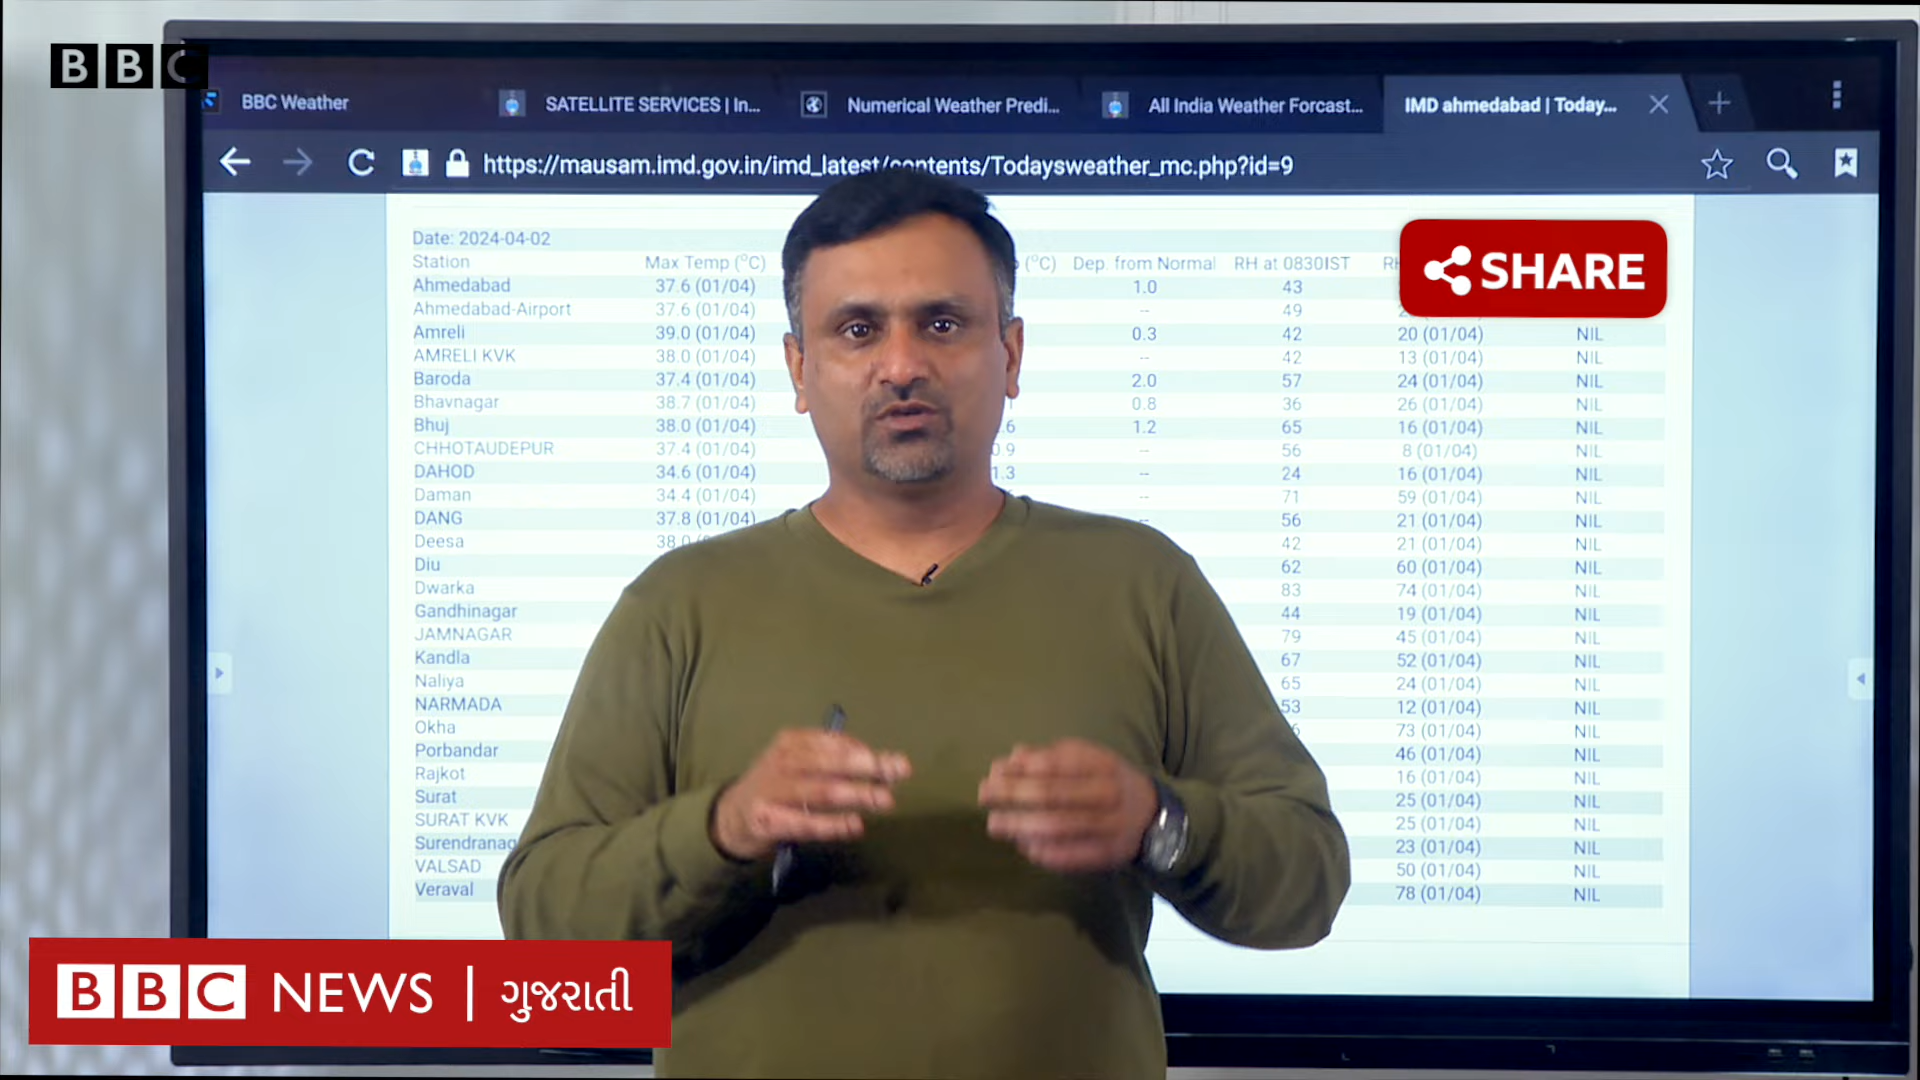 BBC
BBC Weather
SATELLITE SERVICES | In...
Numerical Weather Predi...
All India Weather Forcast...
IMD ahmedabad | Today...
https://mausam.imd.gov.in/imd_latest/contents/Todaysweather_mc.php?id=9
SHARE
Date: 2024-04-02
Station Max Temp (°C) (°C) Dep. from Normal RH at 0830IST
Ahmedabad 37.6 (01/04) 1.0 43
Ahmedabad-Airport 37.6 (01/04) -- 49
Amreli 39.0 (01/04) 0.3 42 20 (01/04) NIL
AMRELI KVK 38.0 (01/04) -- 42 13 (01/04) NIL
Baroda 37.4 (01/04) 2.0 57 24 (01/04) NIL
Bhavnagar 38.7 (01/04) 0.8 36 26 (01/04) NIL
Bhuj 38.0 (01/04) .6 1.2 65 16 (01/04) NIL
CHHOTAUDEPUR 37.4 (01/04) 0.9 -- 56 8 (01/04) NIL
DAHOD 34.6 (01/04) 1.3 -- 24 16 (01/04) NIL
Daman 34.4 (01/04) -- 71 59 (01/04) NIL
DANG 37.8 (01/04) -- 56 21 (01/04) NIL
Deesa 38.0 42 21 (01/04) NIL
Diu 62 60 (01/04) NIL
Dwarka 83 74 (01/04) NIL
Gandhinagar 44 19 (01/04) NIL
JAMNAGAR 79 45 (01/04) NIL
Kandla 67 52 (01/04) NIL
Naliya 65 24 (01/04) NIL
NARMADA 53 12 (01/04) NIL
Okha 73 (01/04) NIL
Porbandar 46 (01/04) NIL
Rajkot 16 (01/04) NIL
Surat 25 (01/04) NIL
SURAT KVK 25 (01/04) NIL
Surendranag 23 (01/04) NIL
VALSAD 50 (01/04) NIL
Veraval 78 (01/04) NIL
BBC NEWS | ગુજરાતી